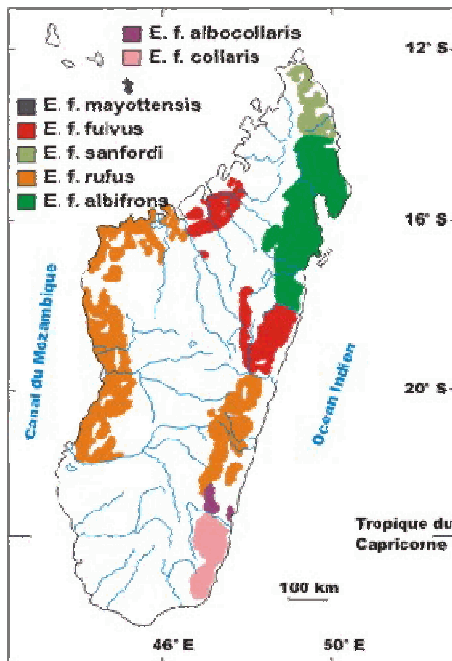 E. f. albocollaris
E. f. collaris
E. f. mayottensis
E. f. fulvus
E. f. sanfordi
E. f. rufus
E. f. albifrons
12° S
16° S
20° S
Canal du Mozambique
Ocean Indien
Tropique du
Capricorne
100 km
46° E
50° E